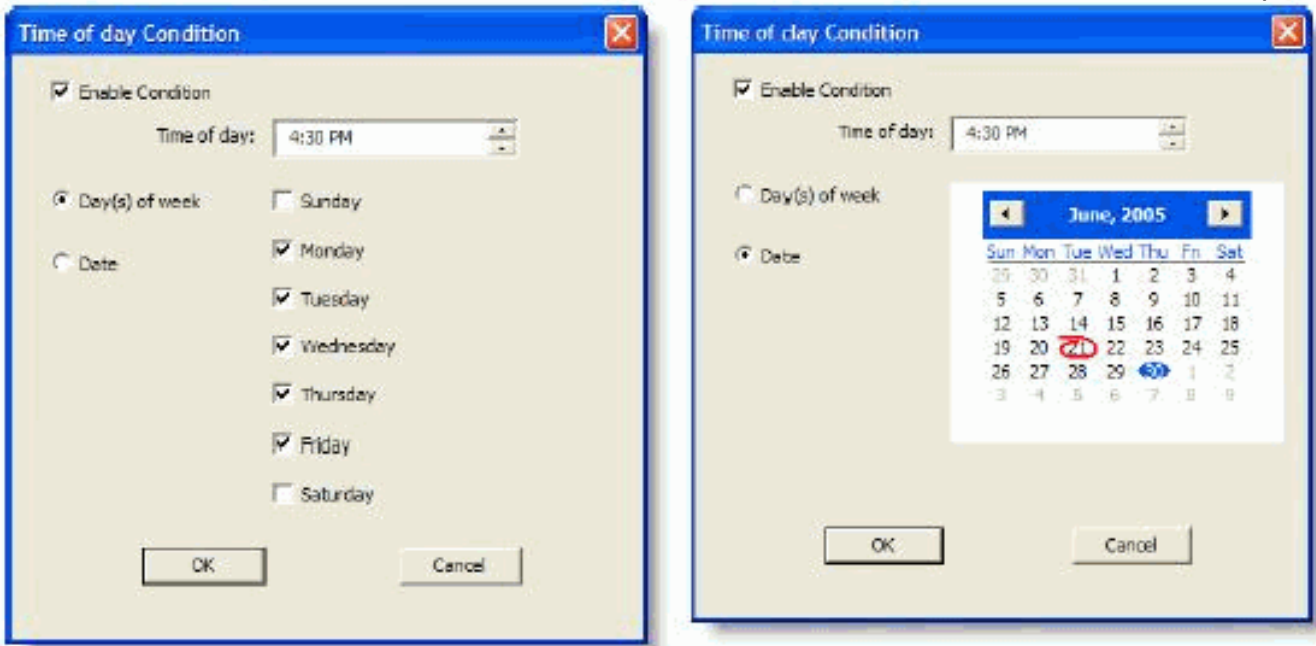 Time of day Condition
Enable Condition
Time of day:
4:30 PM
Day(s) of week
Sunday
Date
Monday
Tuesday
Wednesday
Thursday
Friday
Saturday
OK
Cancel
Time of clay Condition
Enable Condition
Time of day:
4:30 PM
Day(s) of week
June, 2005
Date
Sun Mon Tue Wed Thu Fri Sat
29 30 31 1 2 3 4
5 6 7 8 9 10 11
12 13 14 15 16 17 18
19 20 21 22 23 24 25
26 27 28 29 30 1 2
3 4 5 6 7 8 9
OK
Cancel